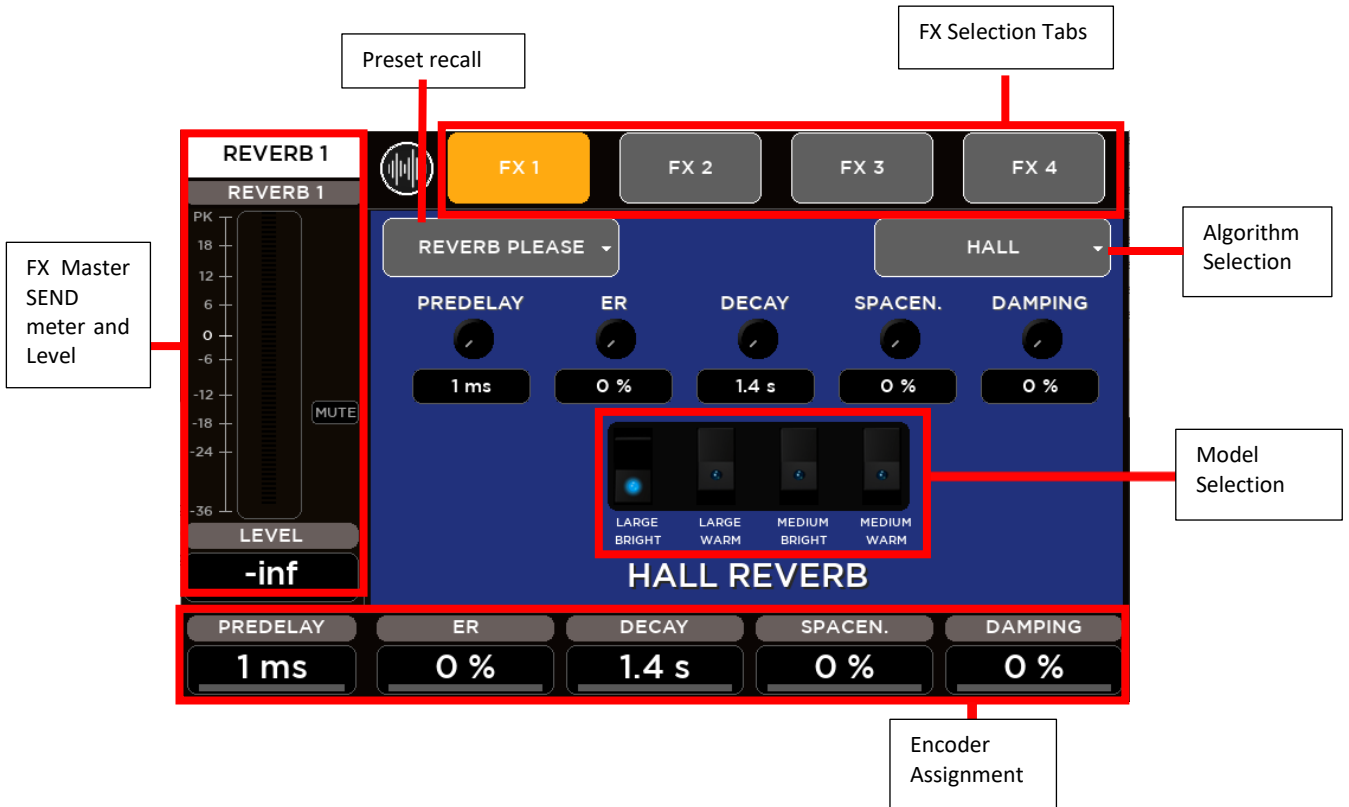 FX Selection Tabs
Preset recall
REVERB 1
FX 1
FX 2
FX 3
FX 4
REVERB 1
PK
18
12
6
0
-6
-12
-18
-24
-36
MUTE
LEVEL
-inf
FX Master
SEND
meter and
Level
REVERB PLEASE
HALL
Algorithm
Selection
PREDELAY
ER
DECAY
SPACEN.
DAMPING
1 ms
0 %
1.4 s
0 %
0 %
LARGE
BRIGHT
LARGE
WARM
MEDIUM
BRIGHT
MEDIUM
WARM
Model
Selection
HALL REVERB
PREDELAY
ER
DECAY
SPACEN.
DAMPING
1 ms
0 %
1.4 s
0 %
0 %
Encoder
Assignment